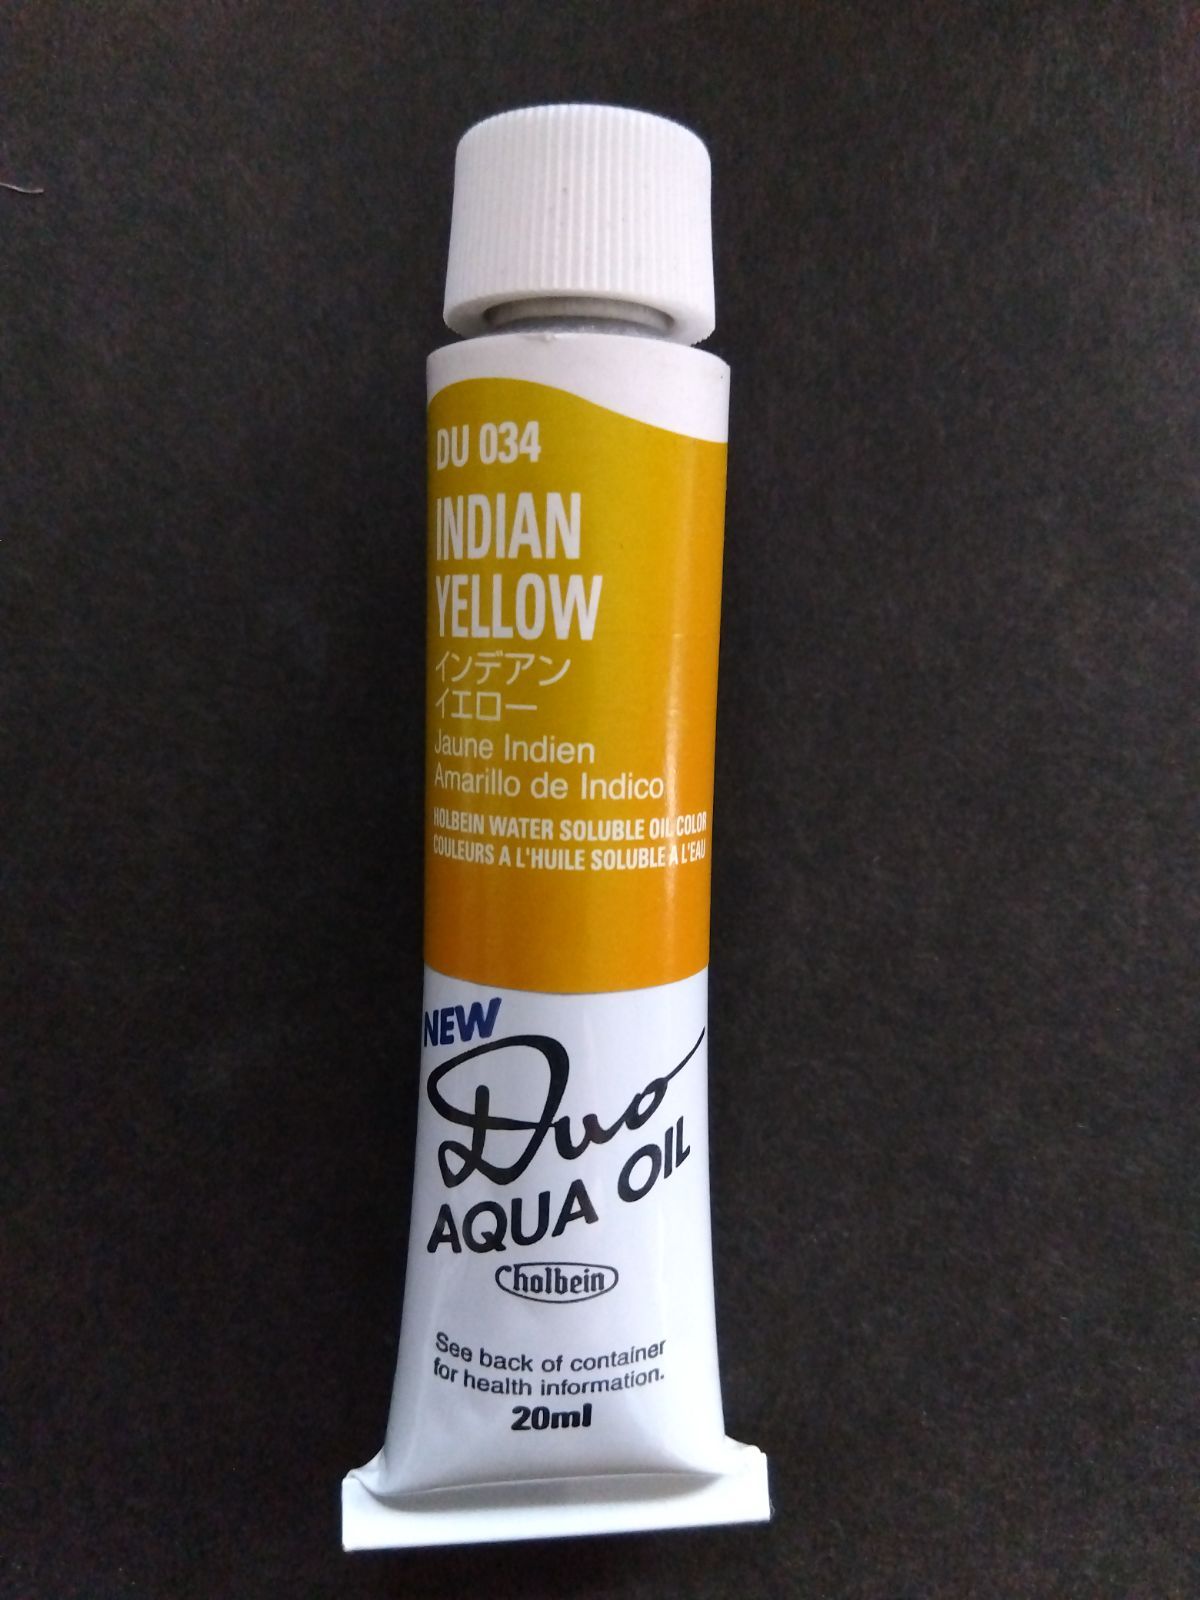 DU 034
INDIAN
YELLOW
インデアン
イエロー
Jaune Indien
Amarillo de Indico
HOLBEIN WATER SOLUBLE OIL COLOR
COULEURS A L'HUILE SOLUBLE A L'EAU
NEW
Duo
AQUA OIL
holbein
See back of container
for health information.
20ml